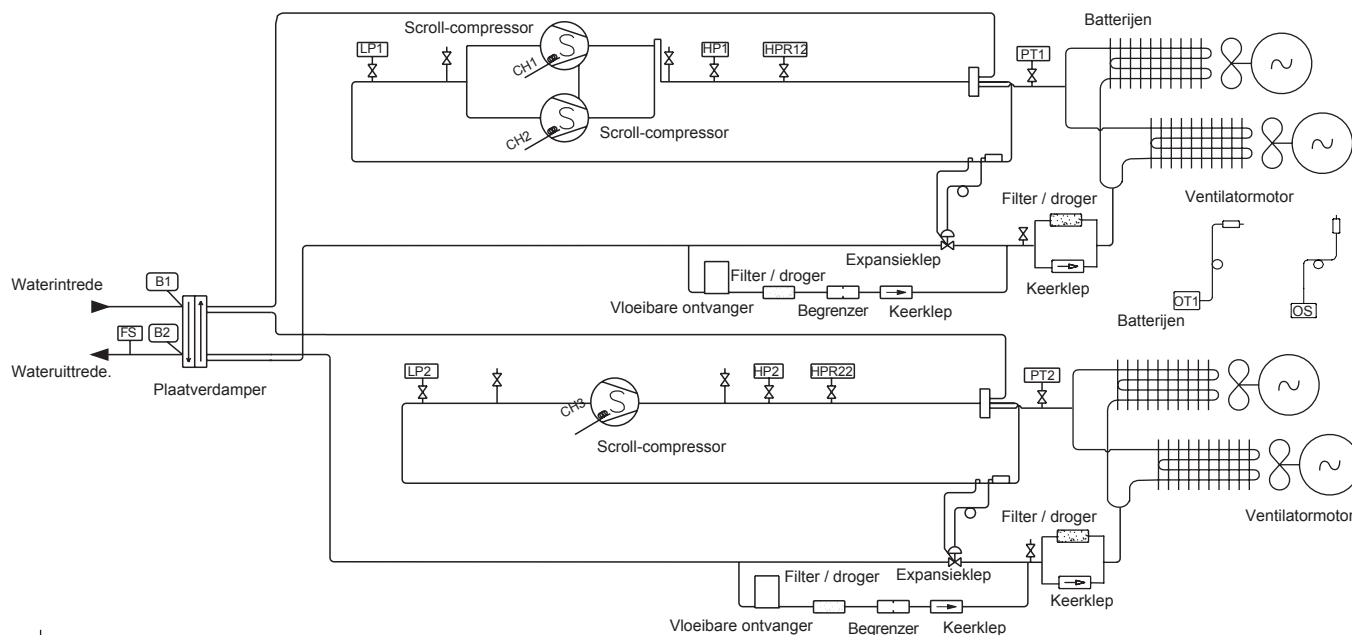 Scroll-compressor
Batterijen
LP1
HP1
HPR12
PT1
CH1
CH2
Scroll-compressor
Ventilatormotor
Filter / droger
Expansieklep
Keerklep
Filter / droger
Vloeibare ontvanger
Begrenzer
Keerklep
OT1
OS
Batterijen
Waterintrede
B1
FS
B2
Wateruittrede.
Plaatverdamper
LP2
HP2
HPR22
PT2
CH3
Scroll-compressor
Ventilatormotor
Filter / droger
Expansieklep
Keerklep
Filter / droger
Vloeibare ontvanger
Begrenzer
Keerklep